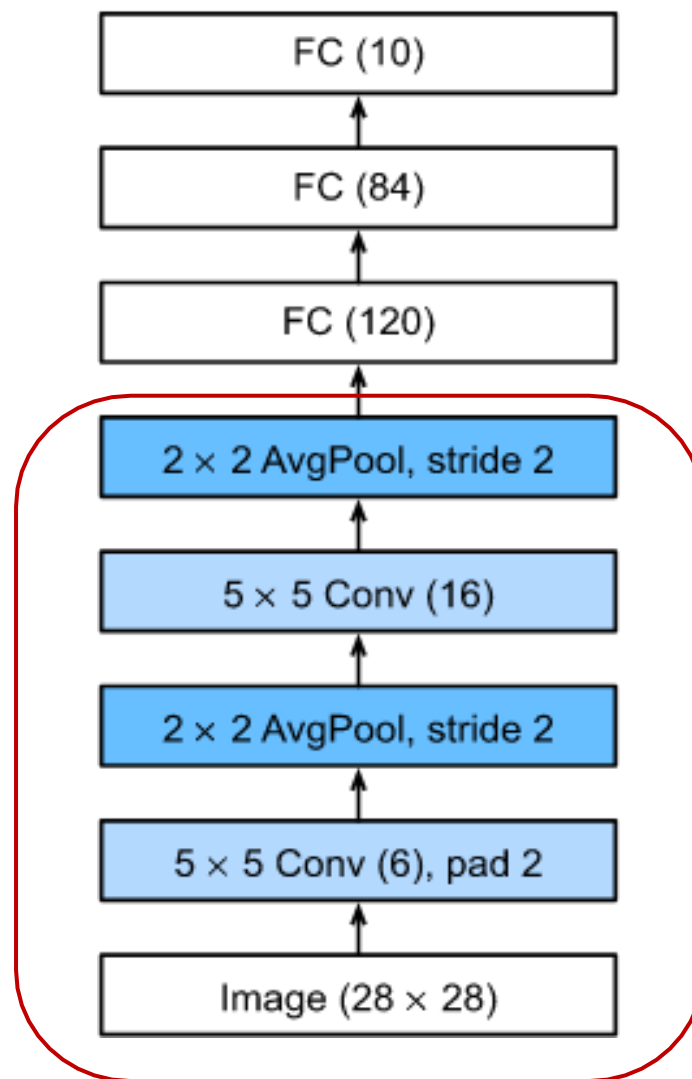 FC (10)
FC (84)
FC (120)
2 × 2 AvgPool, stride 2
5 × 5 Conv (16)
2 × 2 AvgPool, stride 2
5 × 5 Conv (6), pad 2
Image (28 × 28)